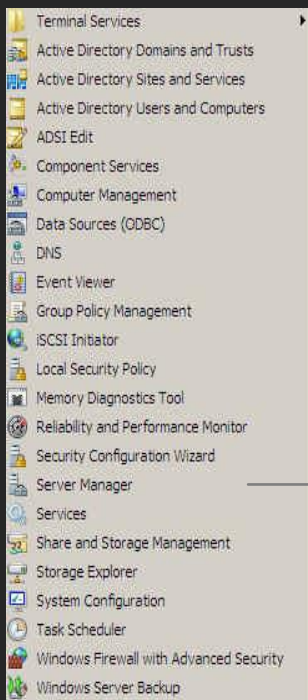 Terminal Services
Active Directory Domains and Trusts
Active Directory Sites and Services
Active Directory Users and Computers
ADSI Edit
Component Services
Computer Management
Data Sources (ODBC)
DNS
Event Viewer
Group Policy Management
iSCSI Initiator
Local Security Policy
Memory Diagnostics Tool
Reliability and Performance Monitor
Security Configuration Wizard
Server Manager
Services
Share and Storage Management
Storage Explorer
System Configuration
Task Scheduler
Windows Firewall with Advanced Security
Windows Server Backup